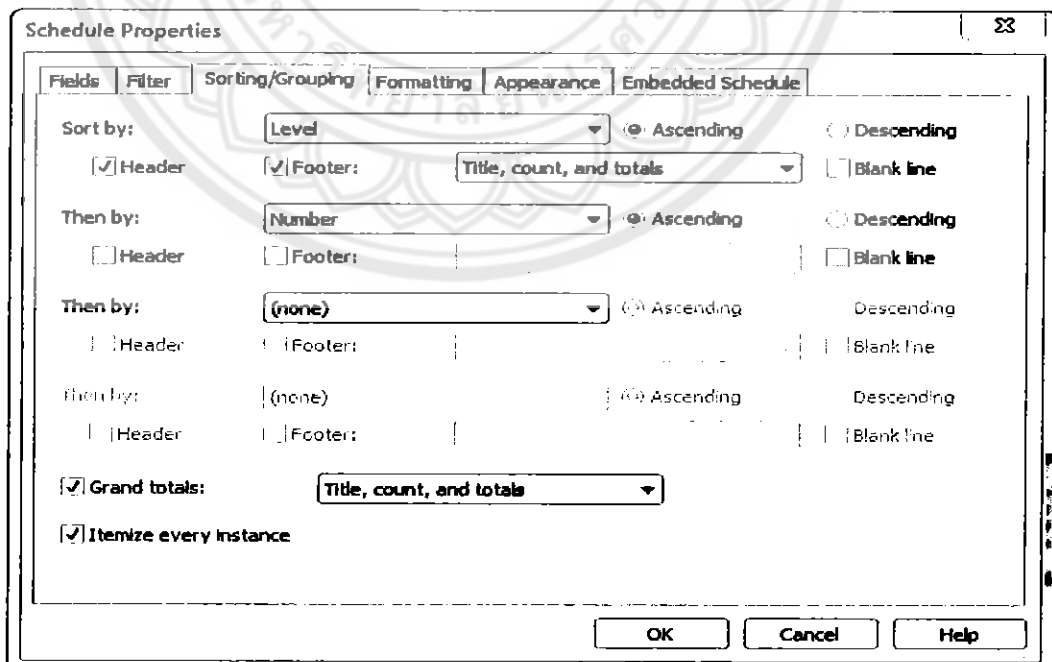 Schedule Properties
Fields Filter Sorting/Grouping Formatting Appearance Embedded Schedule
Sort by: Level Ascending Descending
Header Footer: Title, count, and totals Blank line
Then by: Number Ascending Descending
Header Footer: Blank line
Then by: (none) Ascending Descending
Header Footer: Blank line
Then by: (none) Ascending Descending
Header Footer: Blank line
Grand totals: Title, count, and totals
Itemize every instance
OK Cancel Help